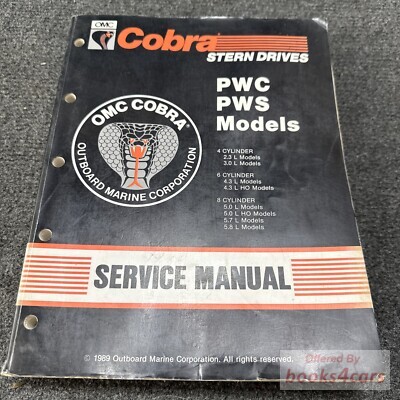 OMC
Cobra®
STERN DRIVES
PWC
PWS
Models
OMC COBRA®
OUTBOARD MARINE CORPORATION
4 CYLINDER
2.3 L Models
3.0 L Models
6 CYLINDER
4.3 L Models
4.3 L HO Models
8 CYLINDER
5.0 L Models
5.0 L HO Models
5.7 L Models
5.8 L Models
SERVICE MANUAL
© 1989 Outboard Marine Corporation. All rights reserved.
Offered By
books4cars